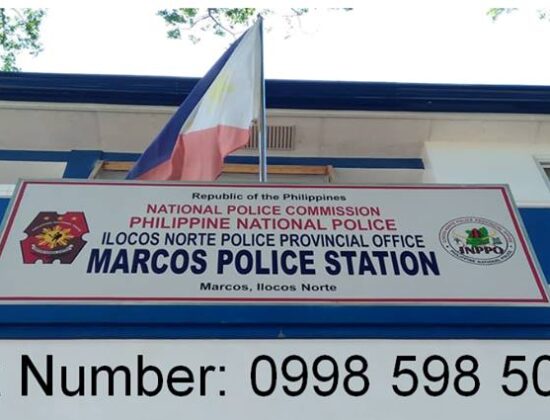 Republic of the Philippines
NATIONAL POLICE COMMISSION
PHILIPPINE NATIONAL POLICE
ILOCOS NORTE POLICE PROVINCIAL OFFICE
MARCOS POLICE STATION
Marcos, Ilocos Norte
INPPO
Number: 0998 598 50